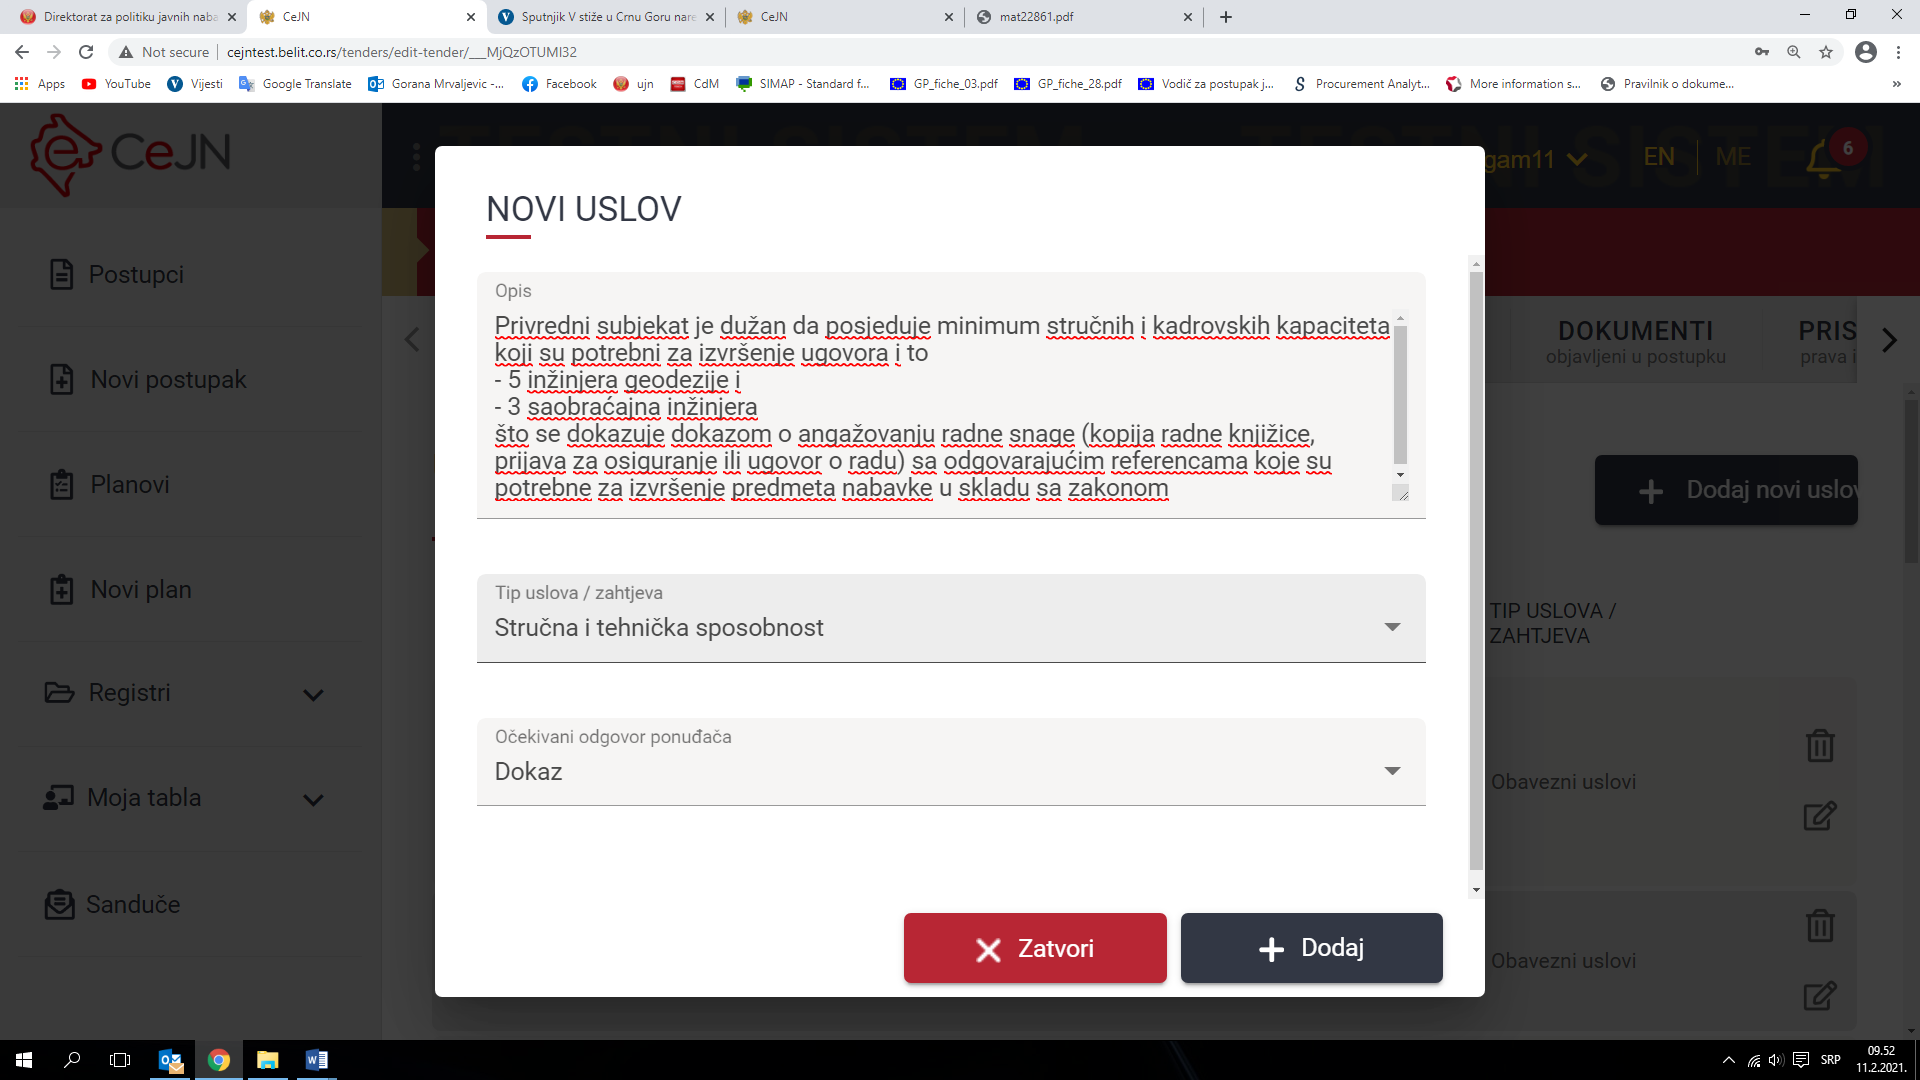 Direktorat za politiku javnih naba
CeJN
Sputnjik V stiže u Crnu Goru nare
CeJN
mat22861.pdf
Not secure
cejntest.belit.co.rs/tenders/edit-tender/___MjQzOTUMI32
Apps
YouTube
Vijesti
Google Translate
Gorana Mrvaljevic -...
Facebook
ujn
CdM
SIMAP - Standard f...
GP_fiche_03.pdf
GP_fiche_28.pdf
Vodič za postupak j...
Procurement Analyt...
More information s...
Pravilnik o dokume...
CeJN
TESTNI SISTEM
TESTNI SISTEM
gam11
EN
ME
6
NOVI USLOV
Postupci
Novi postupak
Planovi
Novi plan
Registri
Moja tabla
Sanduče
Opis
Privredni subjekat je dužan da posjeduje minimum stručnih i kadrovskih kapaciteta
koji su potrebni za izvršenje ugovora i to
- 5 inžinjera geodezije i
- 3 saobraćajna inžinjera
što se dokazuje dokazom o angažovanju radne snage (kopija radne knjižice,
prijava za osiguranje ili ugovor o radu) sa odgovarajućim referencama koje su
potrebne za izvršenje predmeta nabavke u skladu sa zakonom
Tip uslova / zahtjeva
Stručna i tehnička sposobnost
Očekivani odgovor ponuđača
Dokaz
Zatvori
Dodaj
DOKUMENTI
objavljeni u postupku
PRIS
prava i
Dodaj novi uslov
TIP USLOVA /
ZAHTJEVA
Obavezni uslovi
Obavezni uslovi
SRP
09.52
11.2.2021.